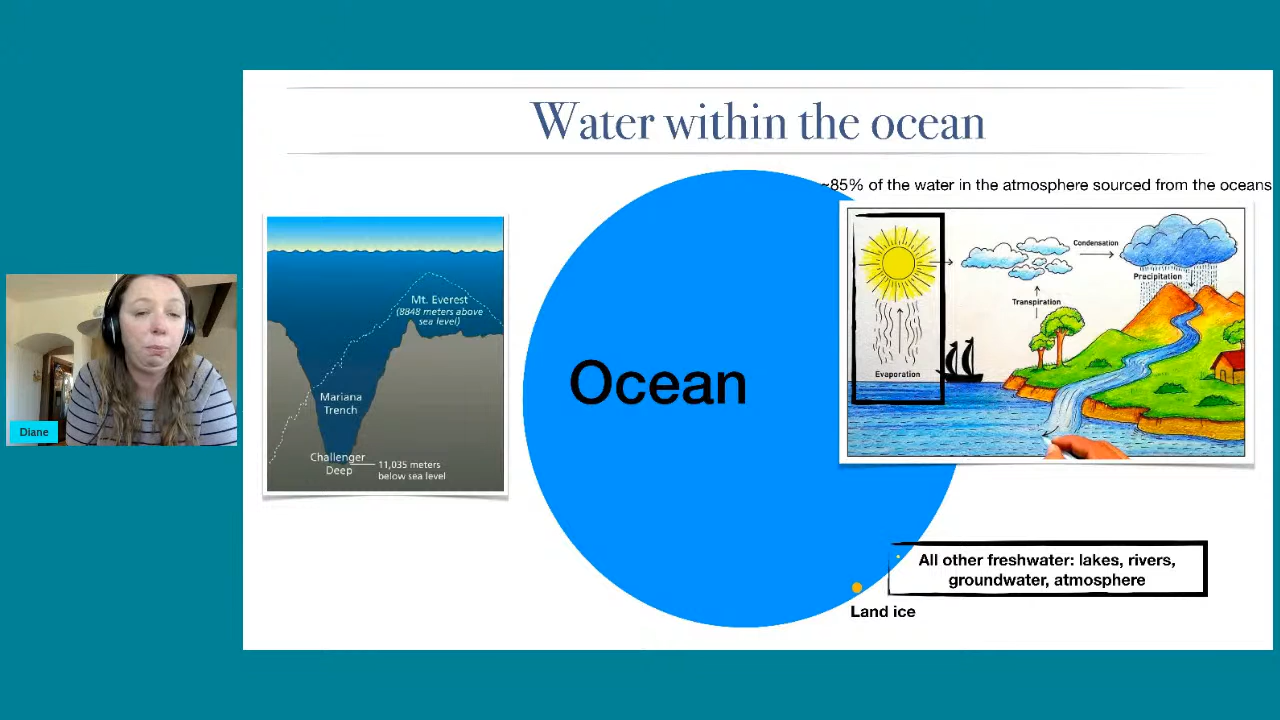 Water within the ocean
~85% of the water in the atmosphere sourced from the oceans
Mt. Everest
(8848 meters above
sea level)
Mariana
Trench
Challenger
Deep
11,035 meters
below sea level
Ocean
Condensation
Precipitation
Transpiration
Evaporation
Diane
All other freshwater: lakes, rivers,
groundwater, atmosphere
Land ice